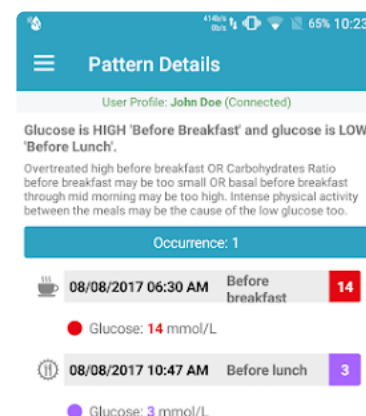 414b/s
0b/s
65% 10:23
Pattern Details
User Profile: John Doe (Connected)
Glucose is HIGH 'Before Breakfast' and glucose is LOW
'Before Lunch'.
Overtreated high before breakfast OR Carbohydrates Ratio
before breakfast may be too small OR basal before breakfast
through mid morning may be too high. Intense physical activity
between the meals may be the cause of the low glucose too.
Occurrence: 1
08/08/2017 06:30 AM Before
breakfast 14
Glucose: 14 mmol/L
08/08/2017 10:47 AM Before lunch 3
Glucose: 3 mmol/L